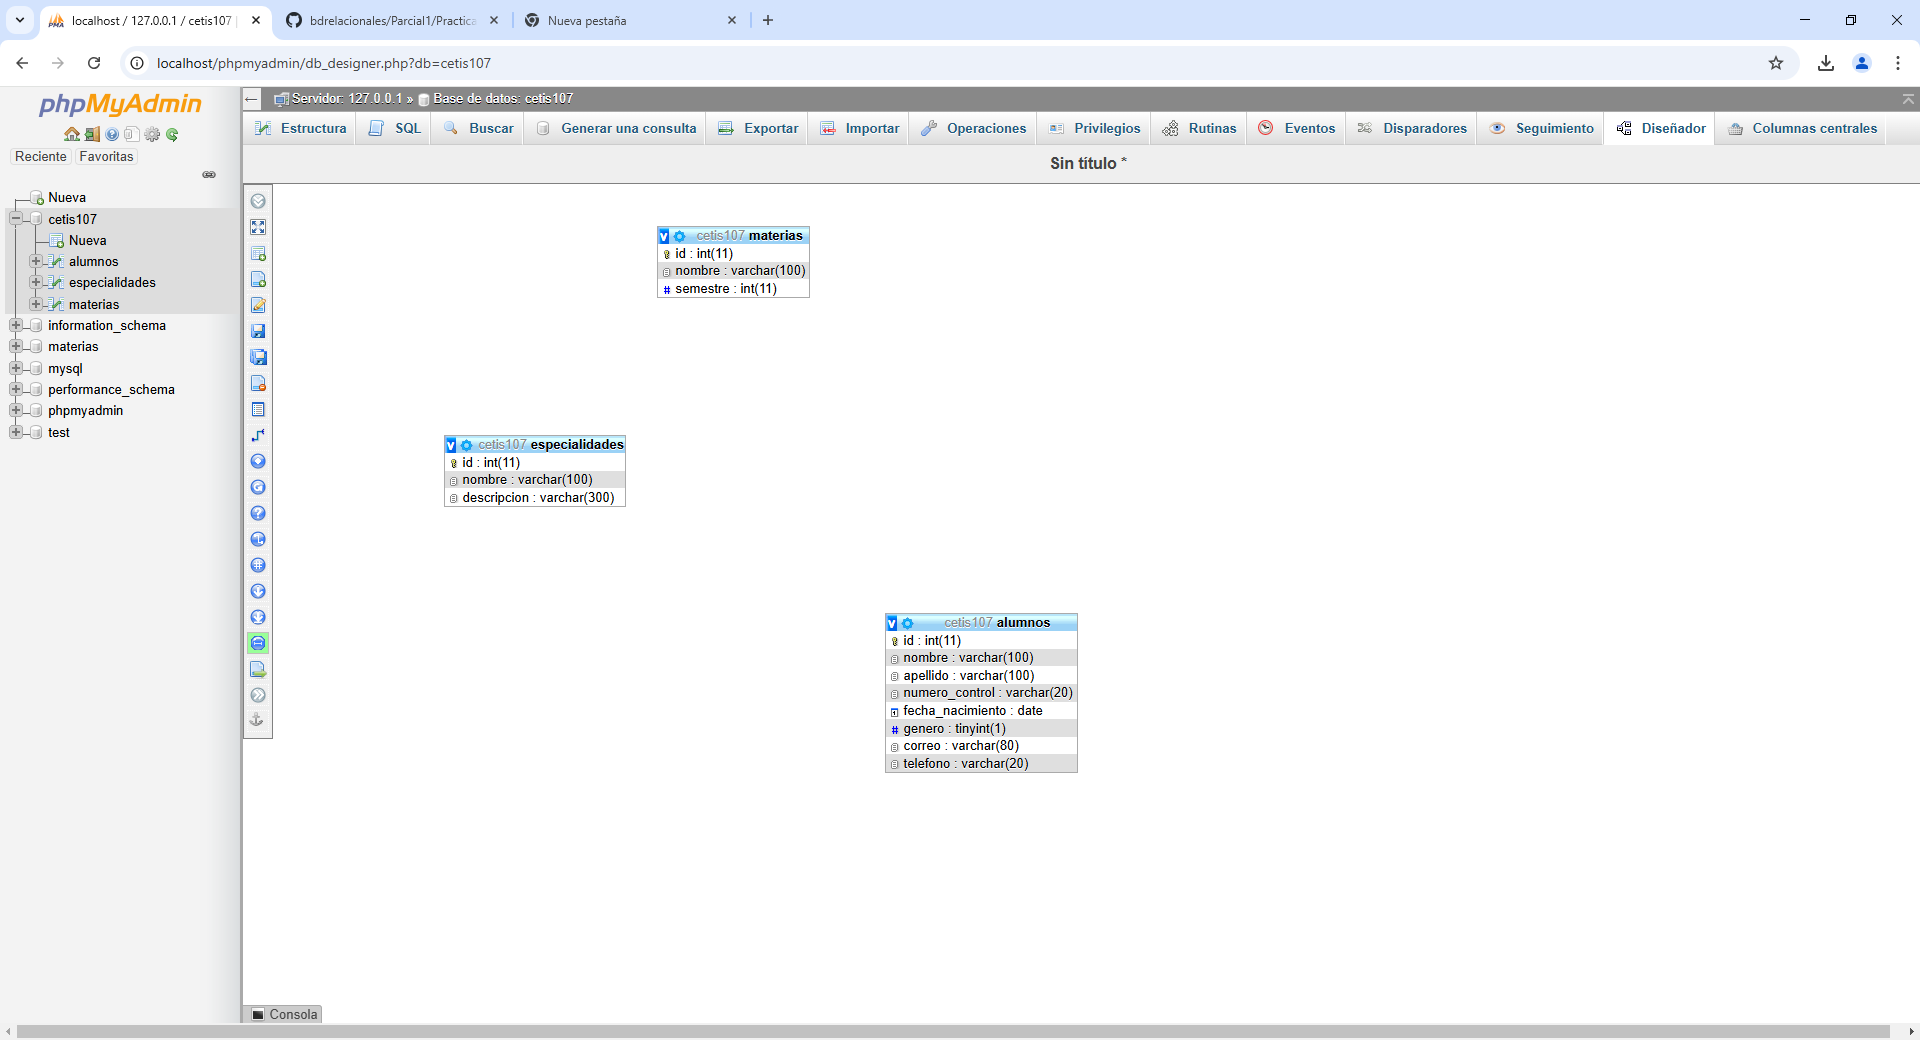 localhost / 127.0.0.1 / cetis107
bdrelacionales/Parcial1/Practica
Nueva pestaña
localhost/phpmyadmin/db_designer.php?db=cetis107
phpMyAdmin
Reciente Favoritas
Nueva
cetis107
Nueva
alumnos
especialidades
materias
information_schema
materias
mysql
performance_schema
phpmyadmin
test
Servidor: 127.0.0.1 » Base de datos: cetis107
Estructura SQL Buscar Generar una consulta Exportar Importar Operaciones Privilegios Rutinas Eventos Disparadores Seguimiento Diseñador Columnas centrales
Sin título *
cetis107 materias
id : int(11)
nombre : varchar(100)
# semestre : int(11)
cetis107 especialidades
id : int(11)
nombre : varchar(100)
descripcion : varchar(300)
cetis107 alumnos
id : int(11)
nombre : varchar(100)
apellido : varchar(100)
numero_control : varchar(20)
fecha_nacimiento : date
# genero : tinyint(1)
correo : varchar(80)
telefono : varchar(20)
Consola